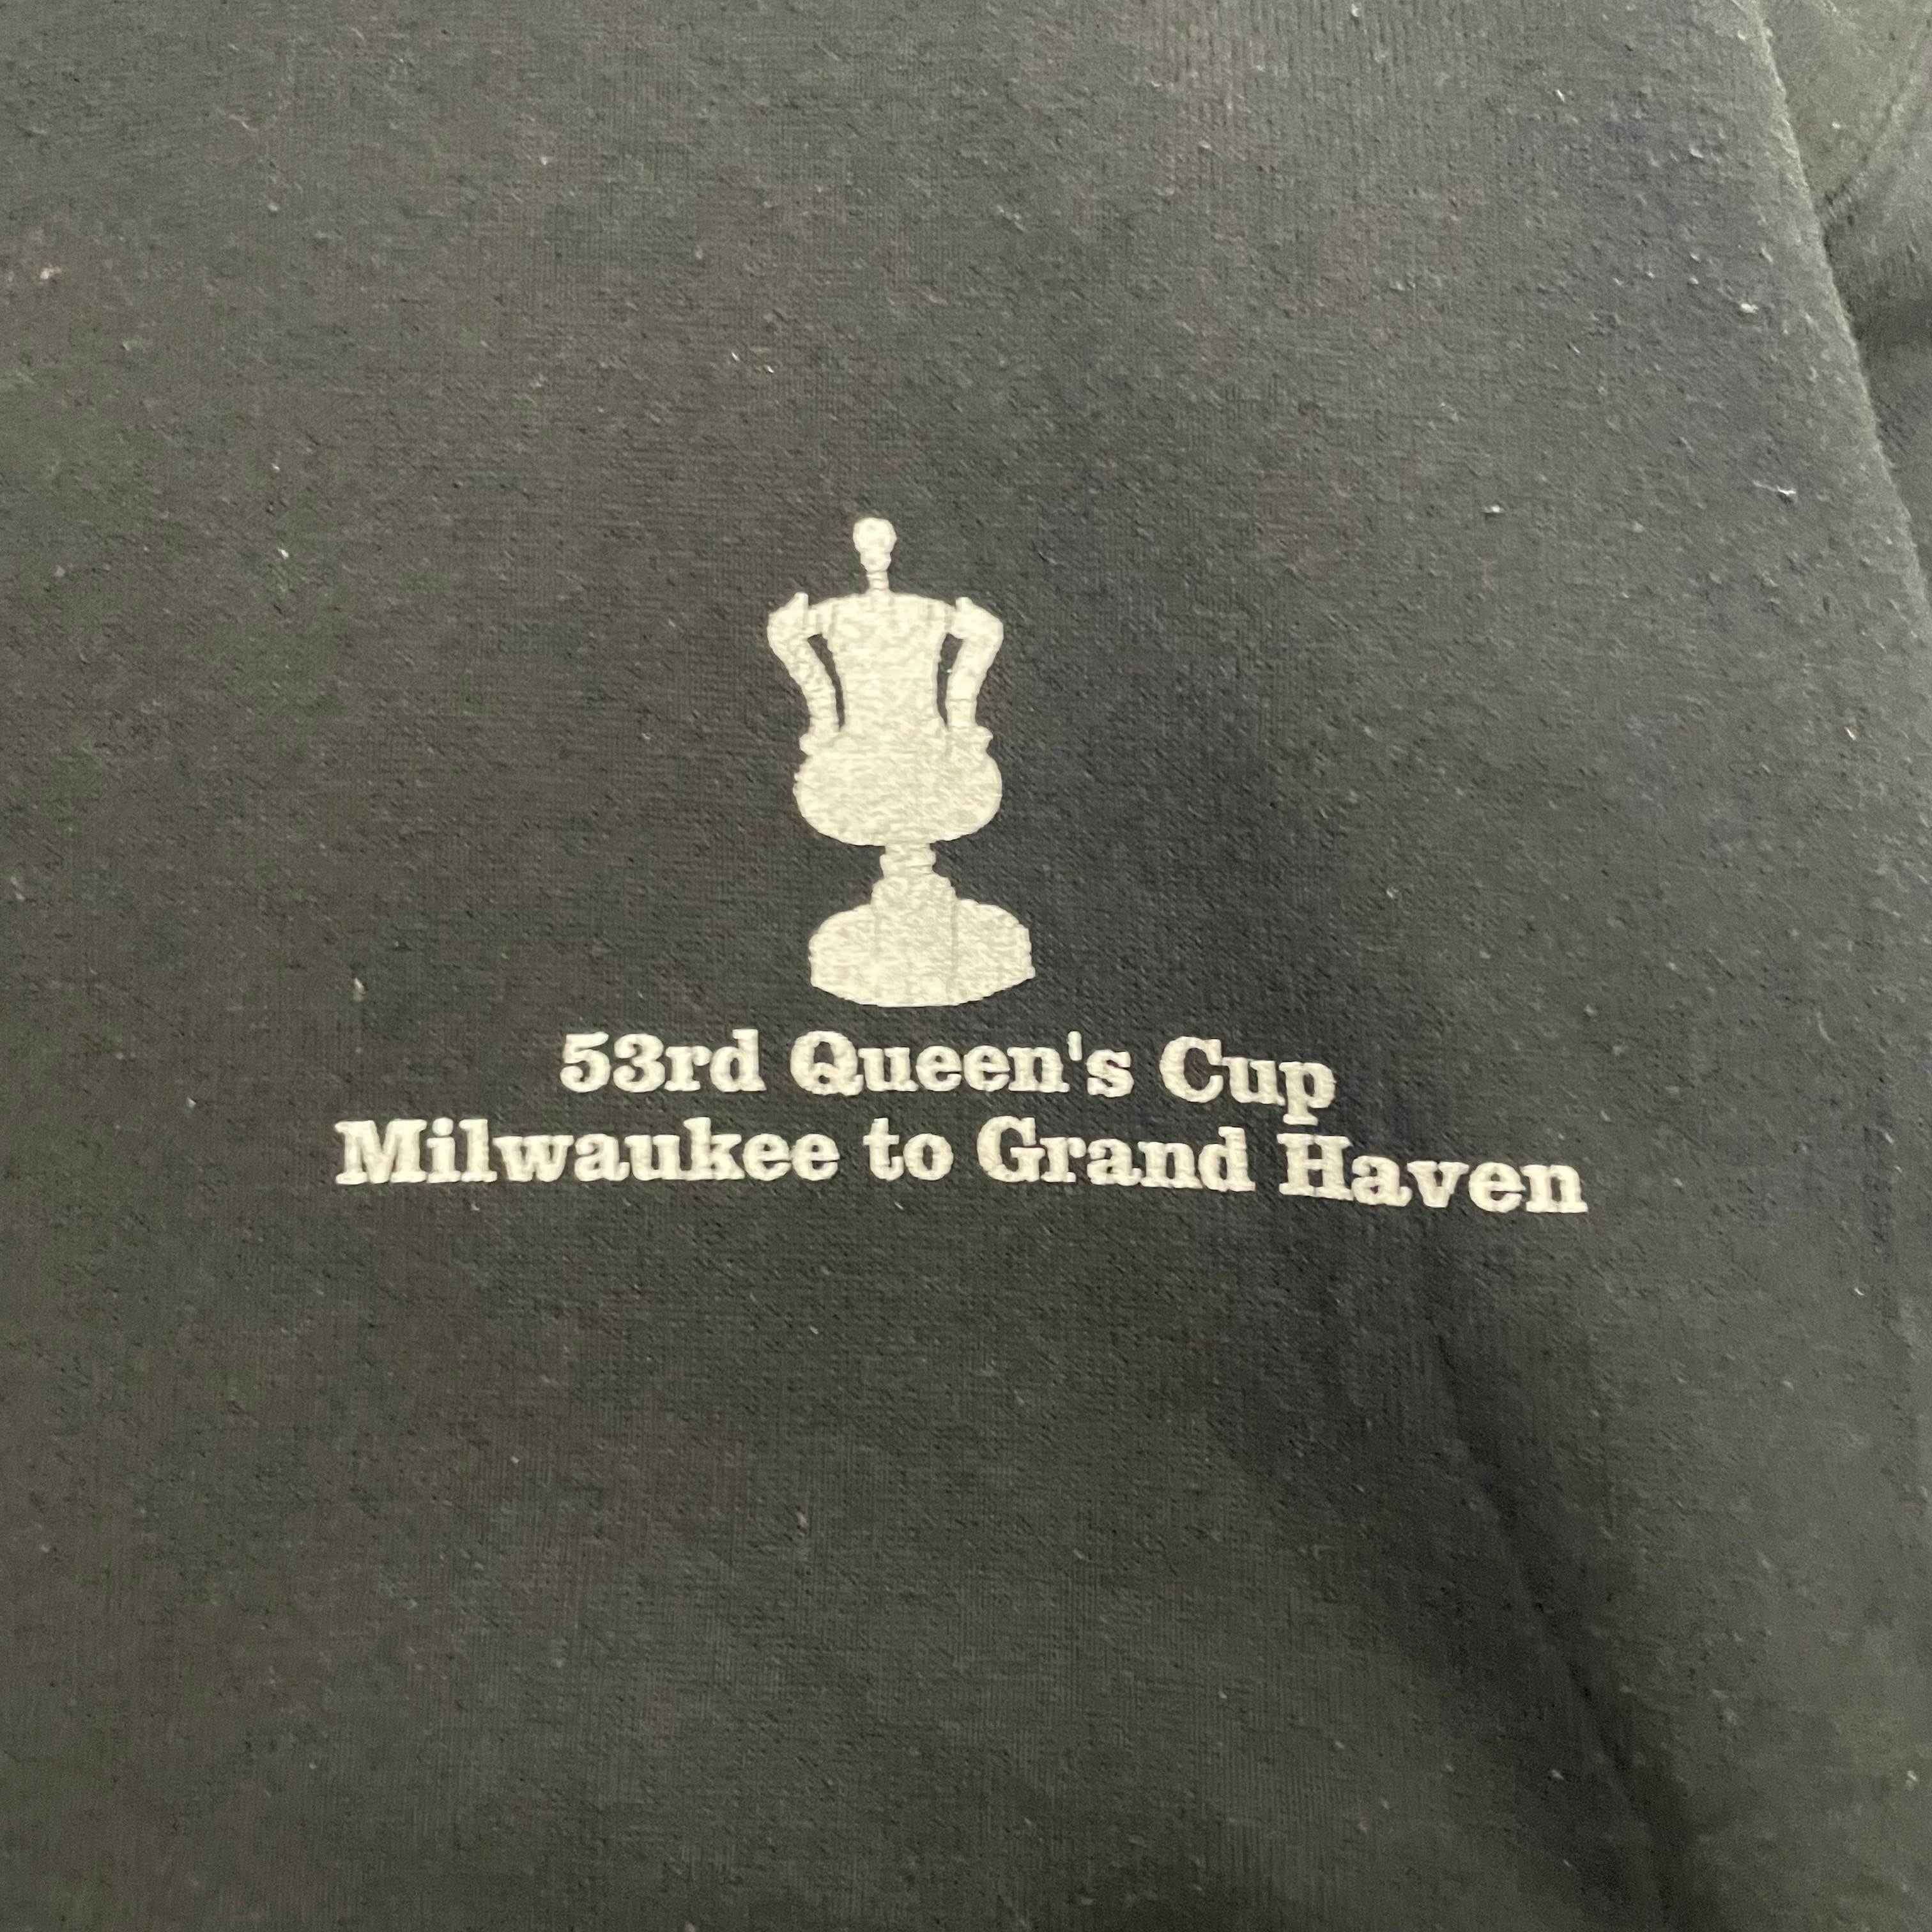 53rd Queen's Cup
Milwaukee to Grand Haven